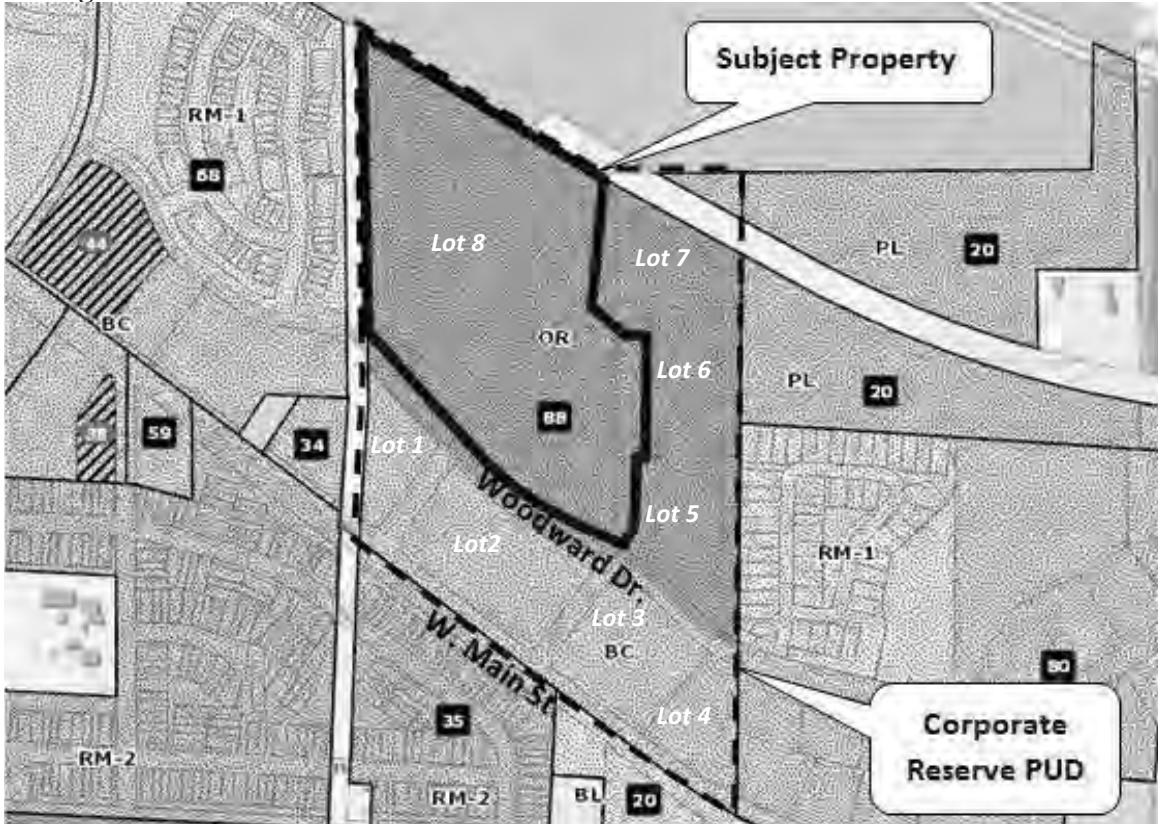 Subject Property
RM-1
68
44
Lot 8
Lot 7
PL 20
BC
OR
Lot 6
PL 20
88
59
34
Lot 1
Lot 5
Woodward Dr.
Lot2
RM-1
Lot 3
BC
W. Main St
80
35
Lot 4
Corporate
Reserve PUD
RM-2
RM-2
BL 20